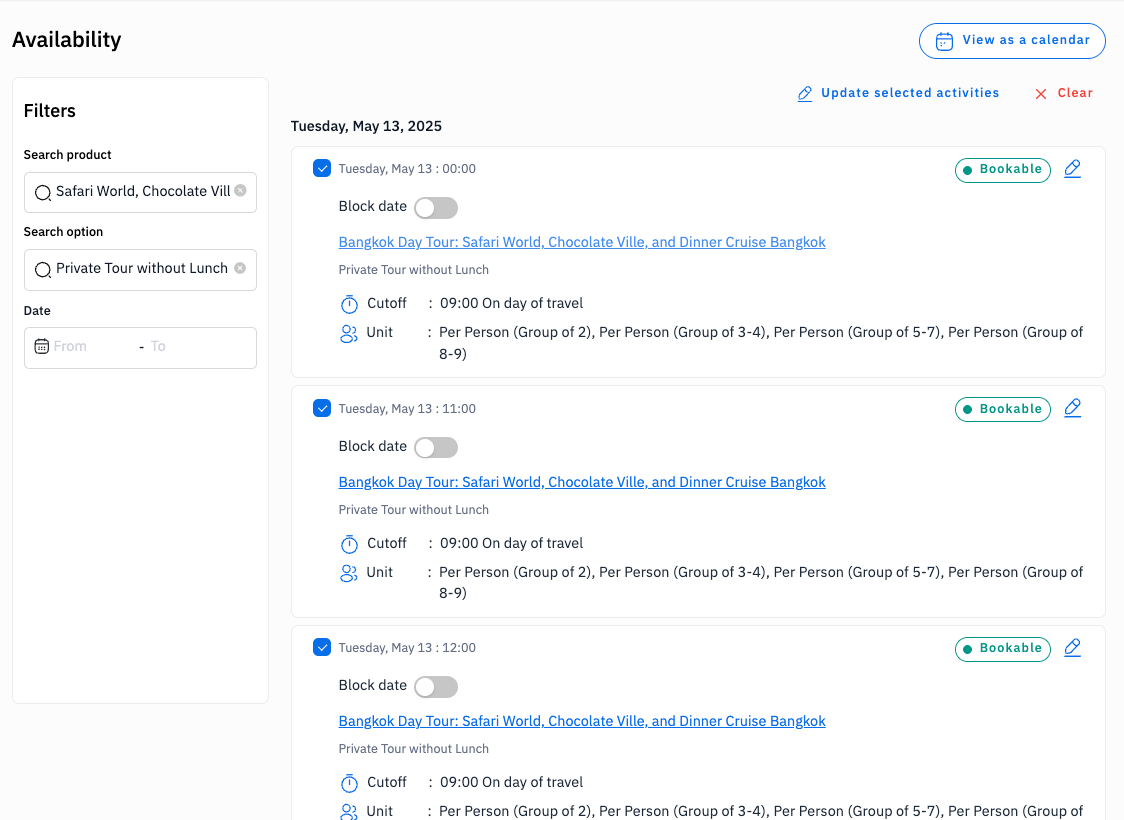 Availability
View as a calendar
Filters
Search product
Safari World, Chocolate Vill
Search option
Private Tour without Lunch
Date
From - To
Update selected activities
Clear
Tuesday, May 13, 2025
Tuesday, May 13 : 00:00
Bookable
Block date
Bangkok Day Tour: Safari World, Chocolate Ville, and Dinner Cruise Bangkok
Private Tour without Lunch
Cutoff : 09:00 On day of travel
Unit : Per Person (Group of 2), Per Person (Group of 3-4), Per Person (Group of 5-7), Per Person (Group of
8-9)
Tuesday, May 13 : 11:00
Bookable
Block date
Bangkok Day Tour: Safari World, Chocolate Ville, and Dinner Cruise Bangkok
Private Tour without Lunch
Cutoff : 09:00 On day of travel
Unit : Per Person (Group of 2), Per Person (Group of 3-4), Per Person (Group of 5-7), Per Person (Group of
8-9)
Tuesday, May 13 : 12:00
Bookable
Block date
Bangkok Day Tour: Safari World, Chocolate Ville, and Dinner Cruise Bangkok
Private Tour without Lunch
Cutoff : 09:00 On day of travel
Unit : Per Person (Group of 2), Per Person (Group of 3-4), Per Person (Group of 5-7), Per Person (Group of